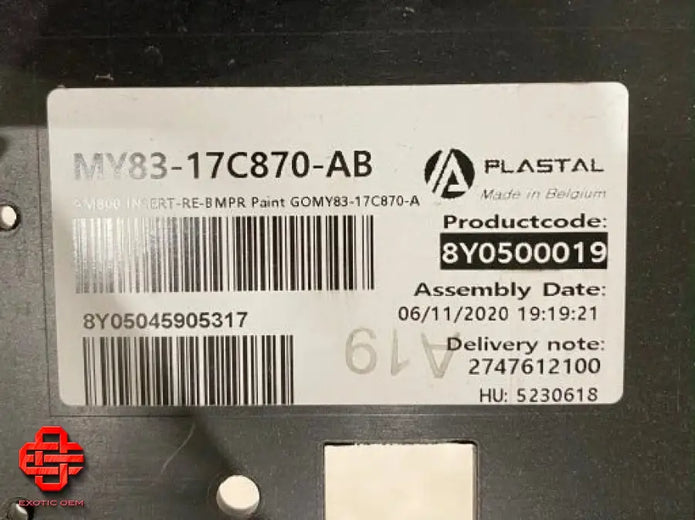 MY83-17C870-AB
AM800 INSERT-RE-BMPR Paint GOMY83-17C870-A
8Y05045905317
PLASTAL
Made in Belgium
Productcode:
8Y0500019
Assembly Date:
06/11/2020 19:19:21
A19
Delivery note:
2747612100
HU: 5230618
EXOTIC OEM